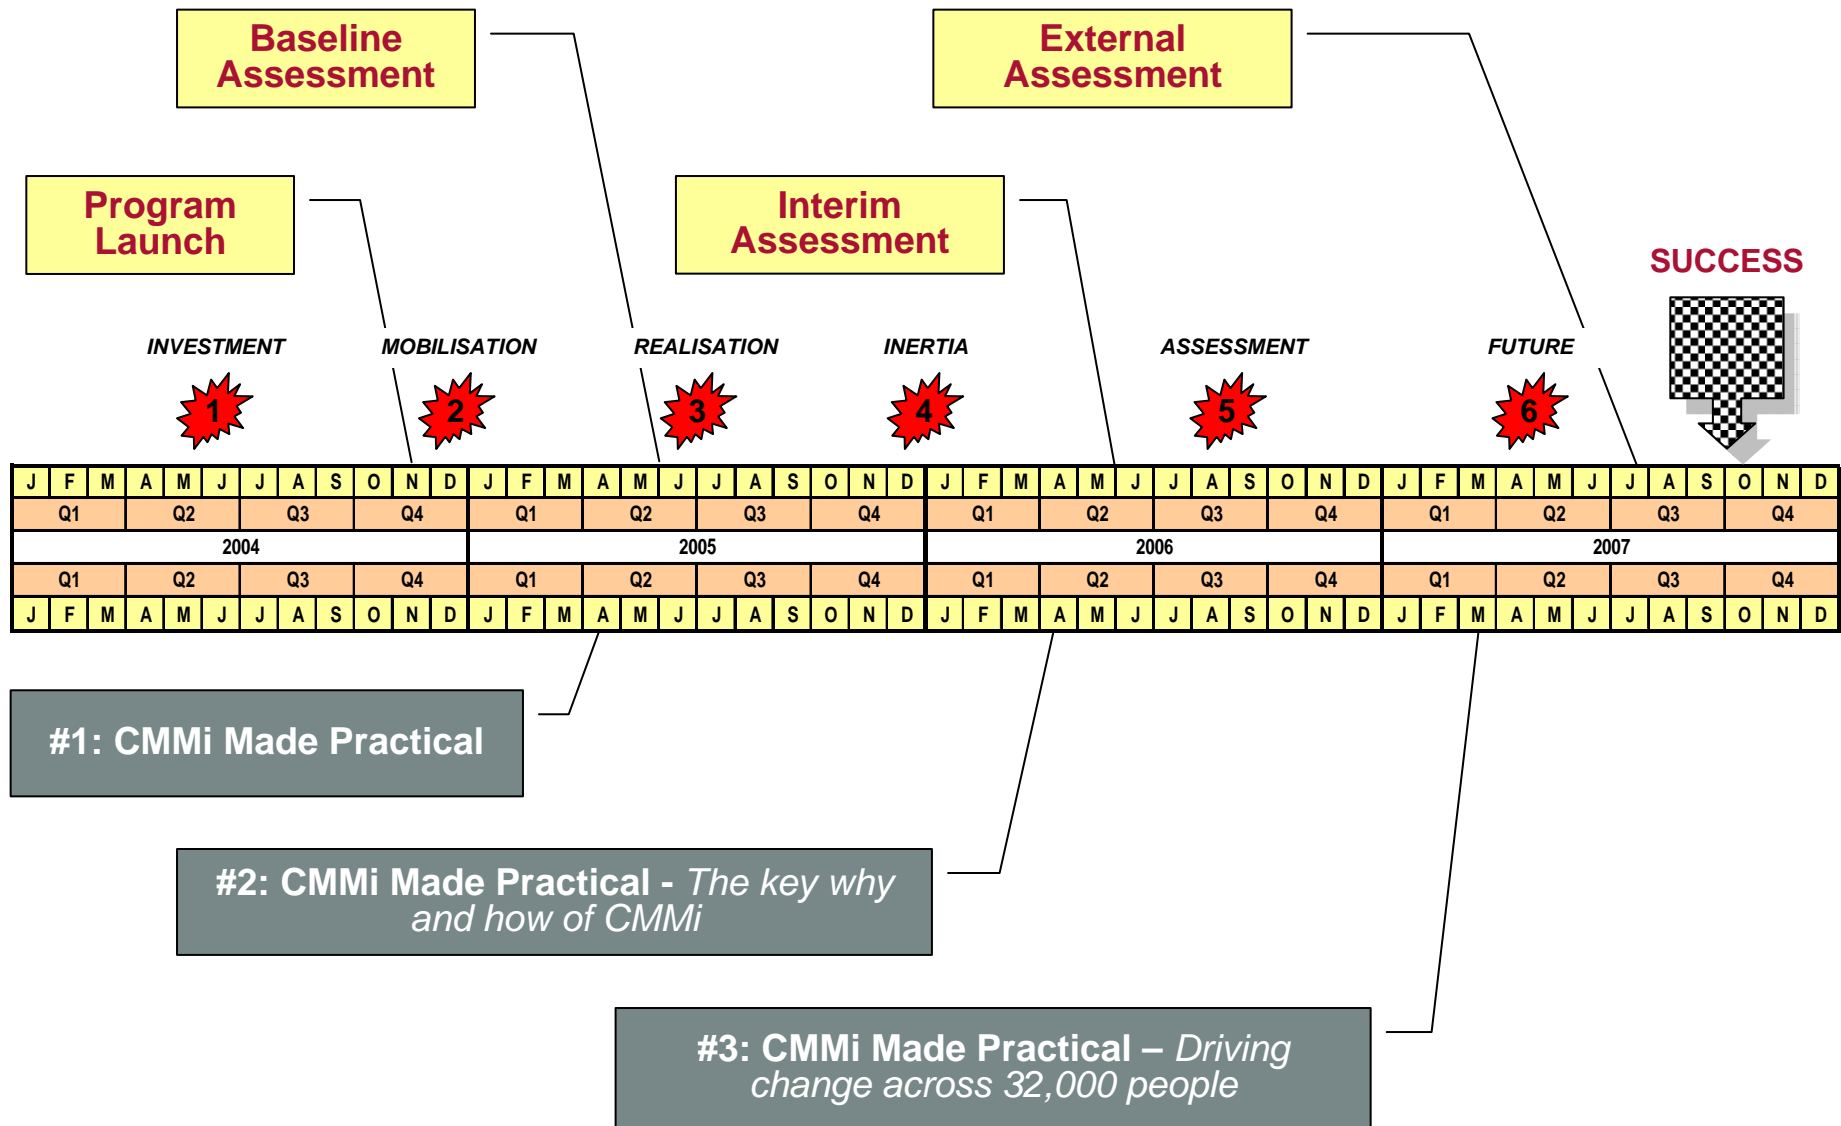 Baseline
Assessment
External
Assessment
Program
Launch
Interim
Assessment
SUCCESS
INVESTMENT MOBILISATION REALISATION INERTIA ASSESSMENT FUTURE
1 2 3 4 5 6
J F M A M J J A S O N D J F M A M J J A S O N D J F M A M J J A S O N D J F M A M J J A S O N D
Q1 Q2 Q3 Q4 Q1 Q2 Q3 Q4 Q1 Q2 Q3 Q4 Q1 Q2 Q3 Q4
2004 2005 2006 2007
Q1 Q2 Q3 Q4 Q1 Q2 Q3 Q4 Q1 Q2 Q3 Q4 Q1 Q2 Q3 Q4
J F M A M J J A S O N D J F M A M J J A S O N D J F M A M J J A S O N D J F M A M J J A S O N D
#1: CMMi Made Practical
#2: CMMi Made Practical - The key why
and how of CMMi
#3: CMMi Made Practical – Driving
change across 32,000 people